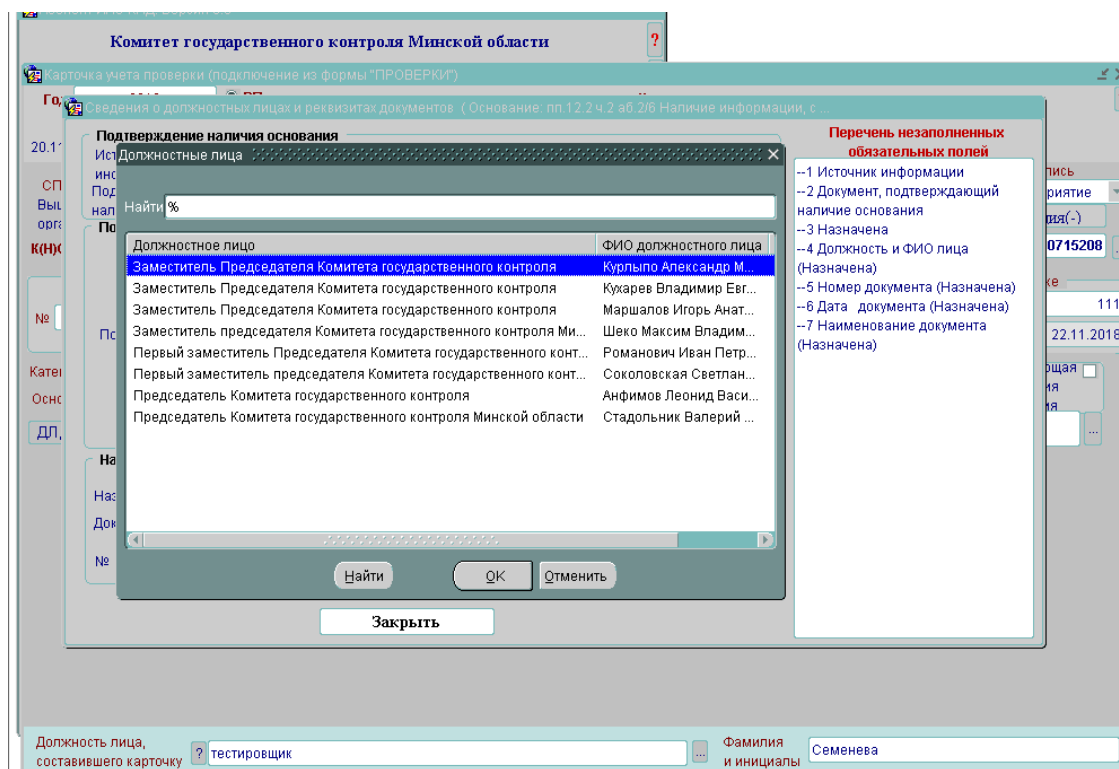 Комитет государственного контроля Минской области
?
Карточка учета проверки (подключение из формы "ПРОВЕРКИ")
Сведения о должностных лицах и реквизитах документов ( Основание: пп.12.2 ч.2 аб.2/6 Наличие информации, с...
Подтверждение наличия основания
Должностные лица
Найти %
Должностное лицо ФИО должностного лица
Заместитель Председателя Комитета государственного контроля Курлыпо Александр М...
Заместитель Председателя Комитета государственного контроля Кухарев Владимир Евг...
Заместитель Председателя Комитета государственного контроля Маршалов Игорь Анат...
Заместитель председателя Комитета государственного контроля Ми... Шеко Максим Владим...
Первый заместитель Председателя Комитета государственного конт... Романович Иван Петр...
Первый заместитель председателя Комитета государственного конт... Соколовская Светлан...
Председатель Комитета государственного контроля Анфимов Леонид Васи...
Председатель Комитета государственного контроля Минской области Стадольник Валерий ...
Найти OK Отменить
Закрыть
Перечень незаполненных
обязательных полей
--1 Источник информации
--2 Документ, подтверждающий
наличие основания
--3 Назначена
--4 Должность и ФИО лица
(Назначена)
--5 Номер документа (Назначена)
--6 Дата документа (Назначена)
--7 Наименование документа
(Назначена)
0715208
111
22.11.2018
№
№
ДЛ,
...
Должность лица,
составившего карточку ? тестировщик ...
Фамилия
и инициалы Семенева